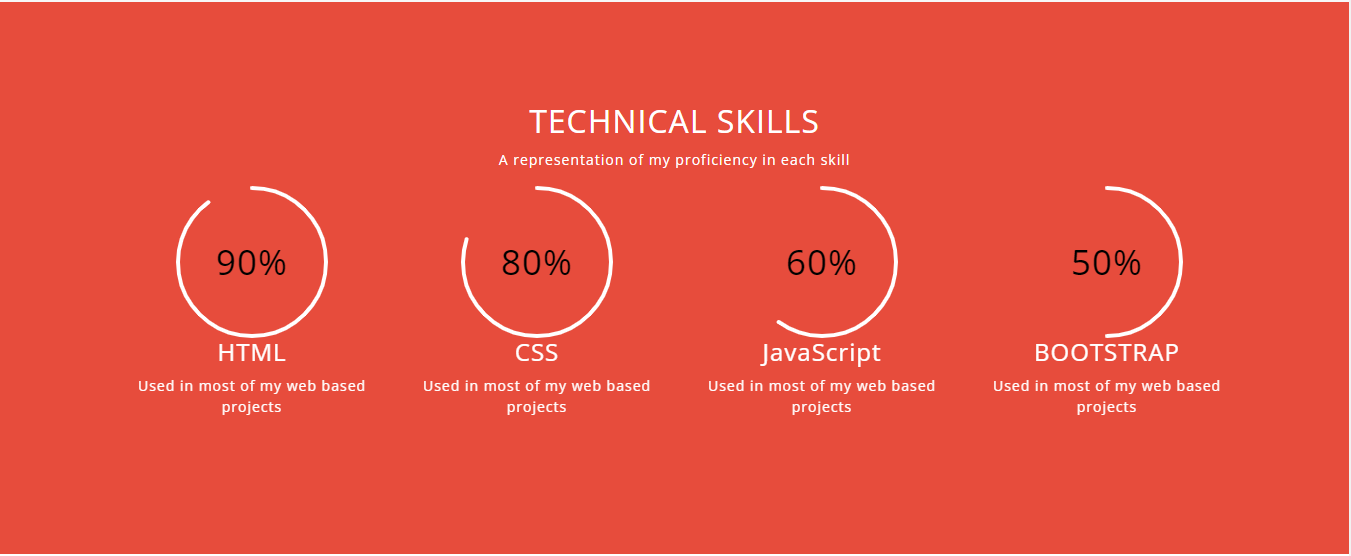 TECHNICAL SKILLS
A representation of my proficiency in each skill
90%
80%
60%
50%
HTML
CSS
JavaScript
BOOTSTRAP
Used in most of my web based
projects
Used in most of my web based
projects
Used in most of my web based
projects
Used in most of my web based
projects